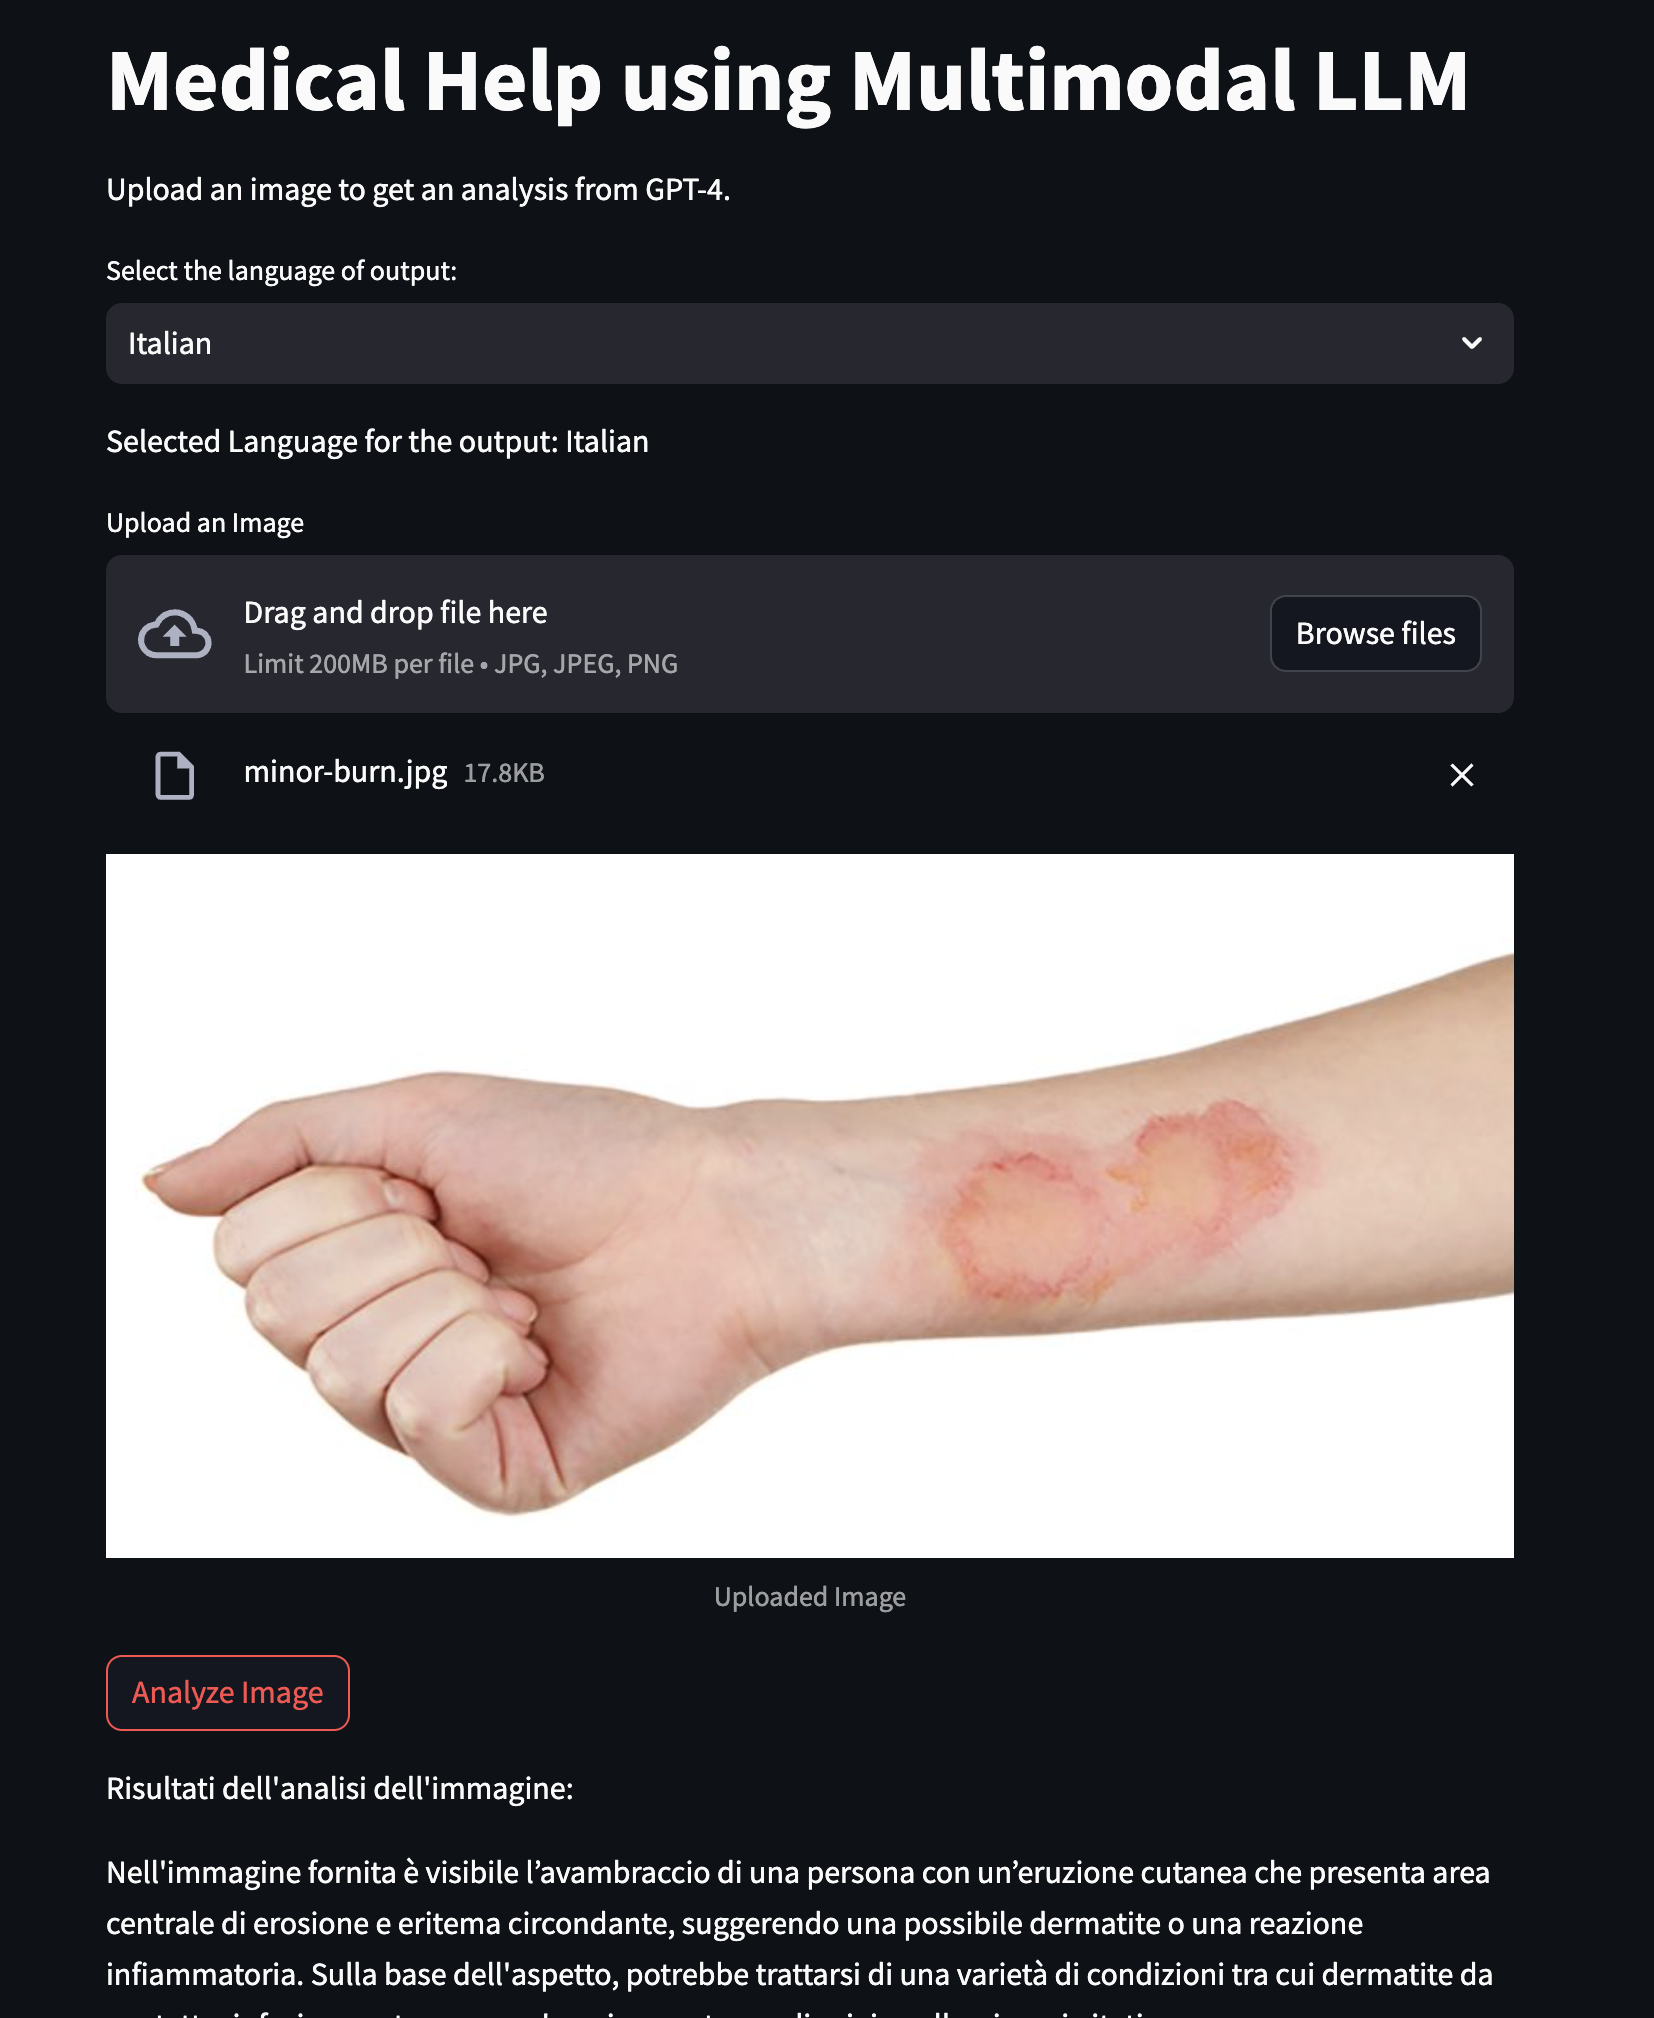 Medical Help using Multimodal LLM
Upload an image to get an analysis from GPT-4.
Select the language of output:
Italian
Selected Language for the output: Italian
Upload an Image
Drag and drop file here
Limit 200MB per file • JPG, JPEG, PNG
Browse files
minor-burn.jpg 17.8KB
Uploaded Image
Analyze Image
Risultati dell'analisi dell'immagine:
Nell'immagine fornita è visibile l’avambraccio di una persona con un’eruzione cutanea che presenta area
centrale di erosione e eritema circondante, suggerendo una possibile dermatite o una reazione
infiammatoria. Sulla base dell'aspetto, potrebbe trattarsi di una varietà di condizioni tra cui dermatite da